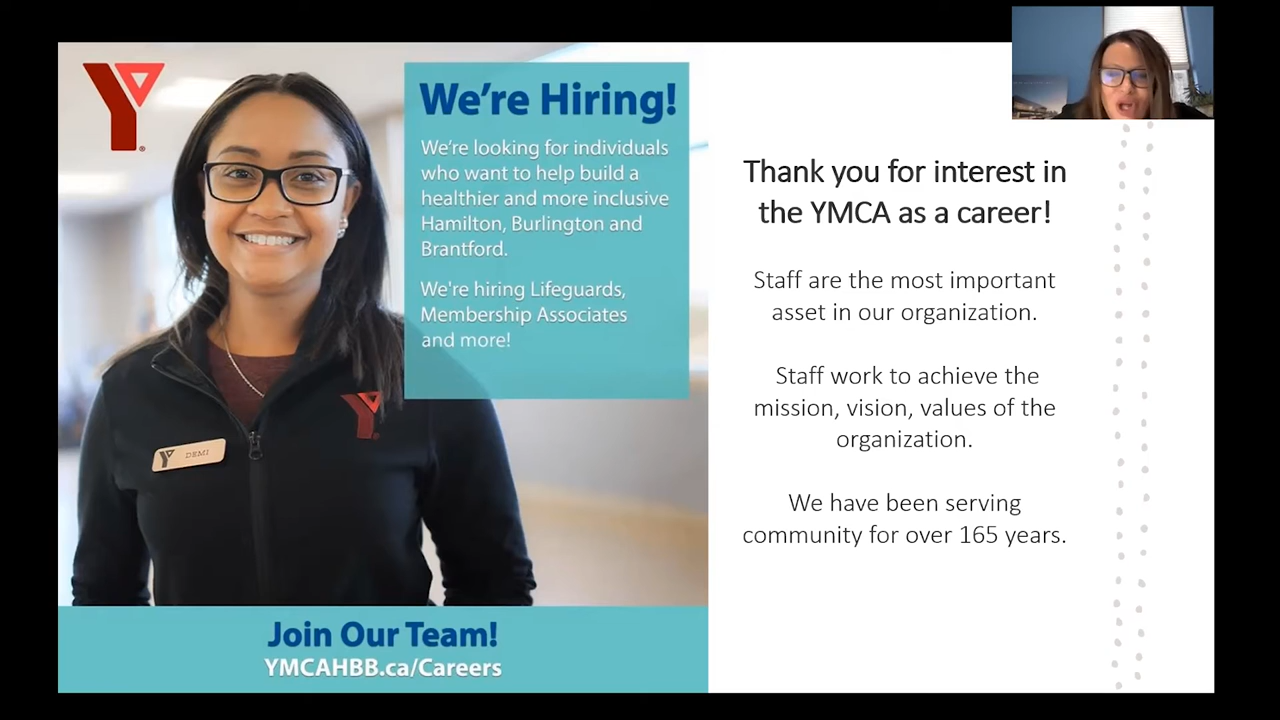 We're Hiring!
We're looking for individuals
who want to help build a
healthier and more inclusive
Hamilton, Burlington and
Brantford.
We're hiring Lifeguards,
Membership Associates
and more!
DEMI
Join Our Team!
YMCAHBB.ca/Careers
Thank you for interest in
the YMCA as a career!
Staff are the most important
asset in our organization.
Staff work to achieve the
mission, vision, values of the
organization.
We have been serving
community for over 165 years.